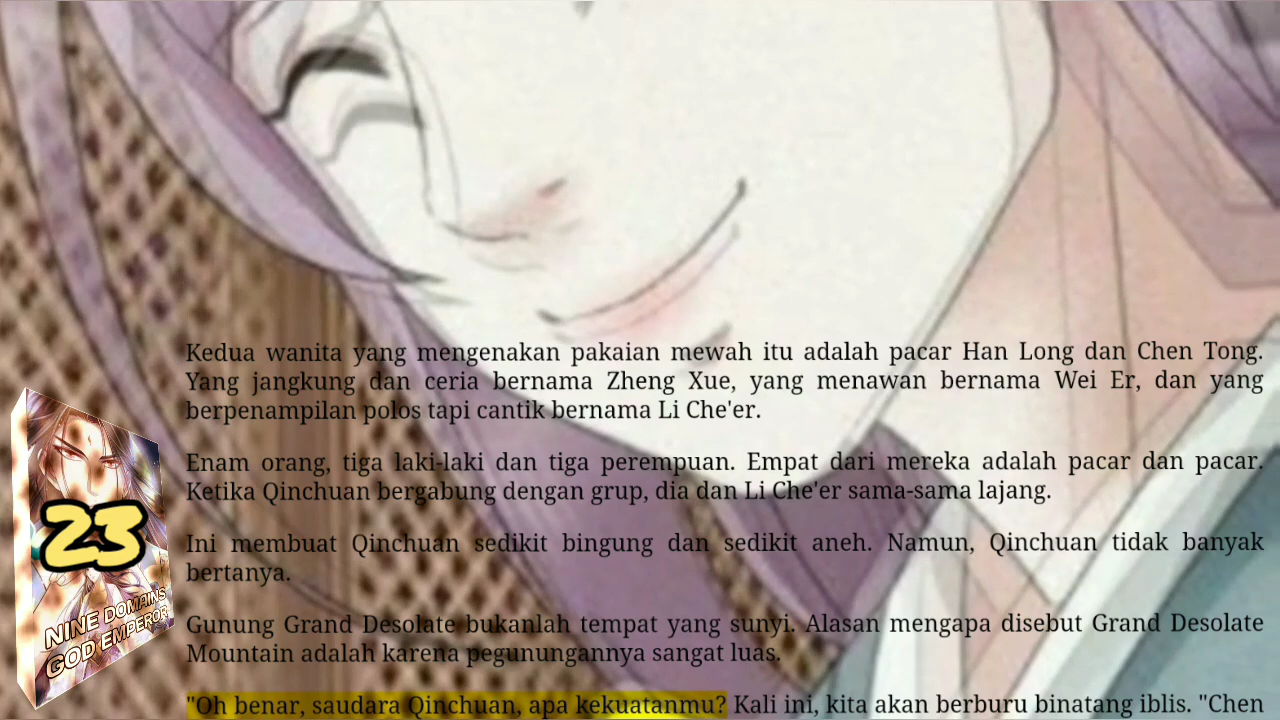 Kedua wanita yang mengenakan pakaian mewah itu adalah pacar Han Long dan Chen Tong.
Yang jangkung dan ceria bernama Zheng Xue, yang menawan bernama Wei Er, dan yang
berpenampilan polos tapi cantik bernama Li Che'er.
Enam orang, tiga laki-laki dan tiga perempuan. Empat dari mereka adalah pacar dan pacar.
Ketika Qinchuan bergabung dengan grup, dia dan Li Che'er sama-sama lajang.
Ini membuat Qinchuan sedikit bingung dan sedikit aneh. Namun, Qinchuan tidak banyak
bertanya.
Gunung Grand Desolate bukanlah tempat yang sunyi. Alasan mengapa disebut Grand Desolate
Mountain adalah karena pegunungannya sangat luas.
"Oh benar, saudara Qinchuan, apa kekuatanmu? Kali ini, kita akan berburu binatang iblis. "Chen
23
NINE DOMAINS
GOD EMPEROR